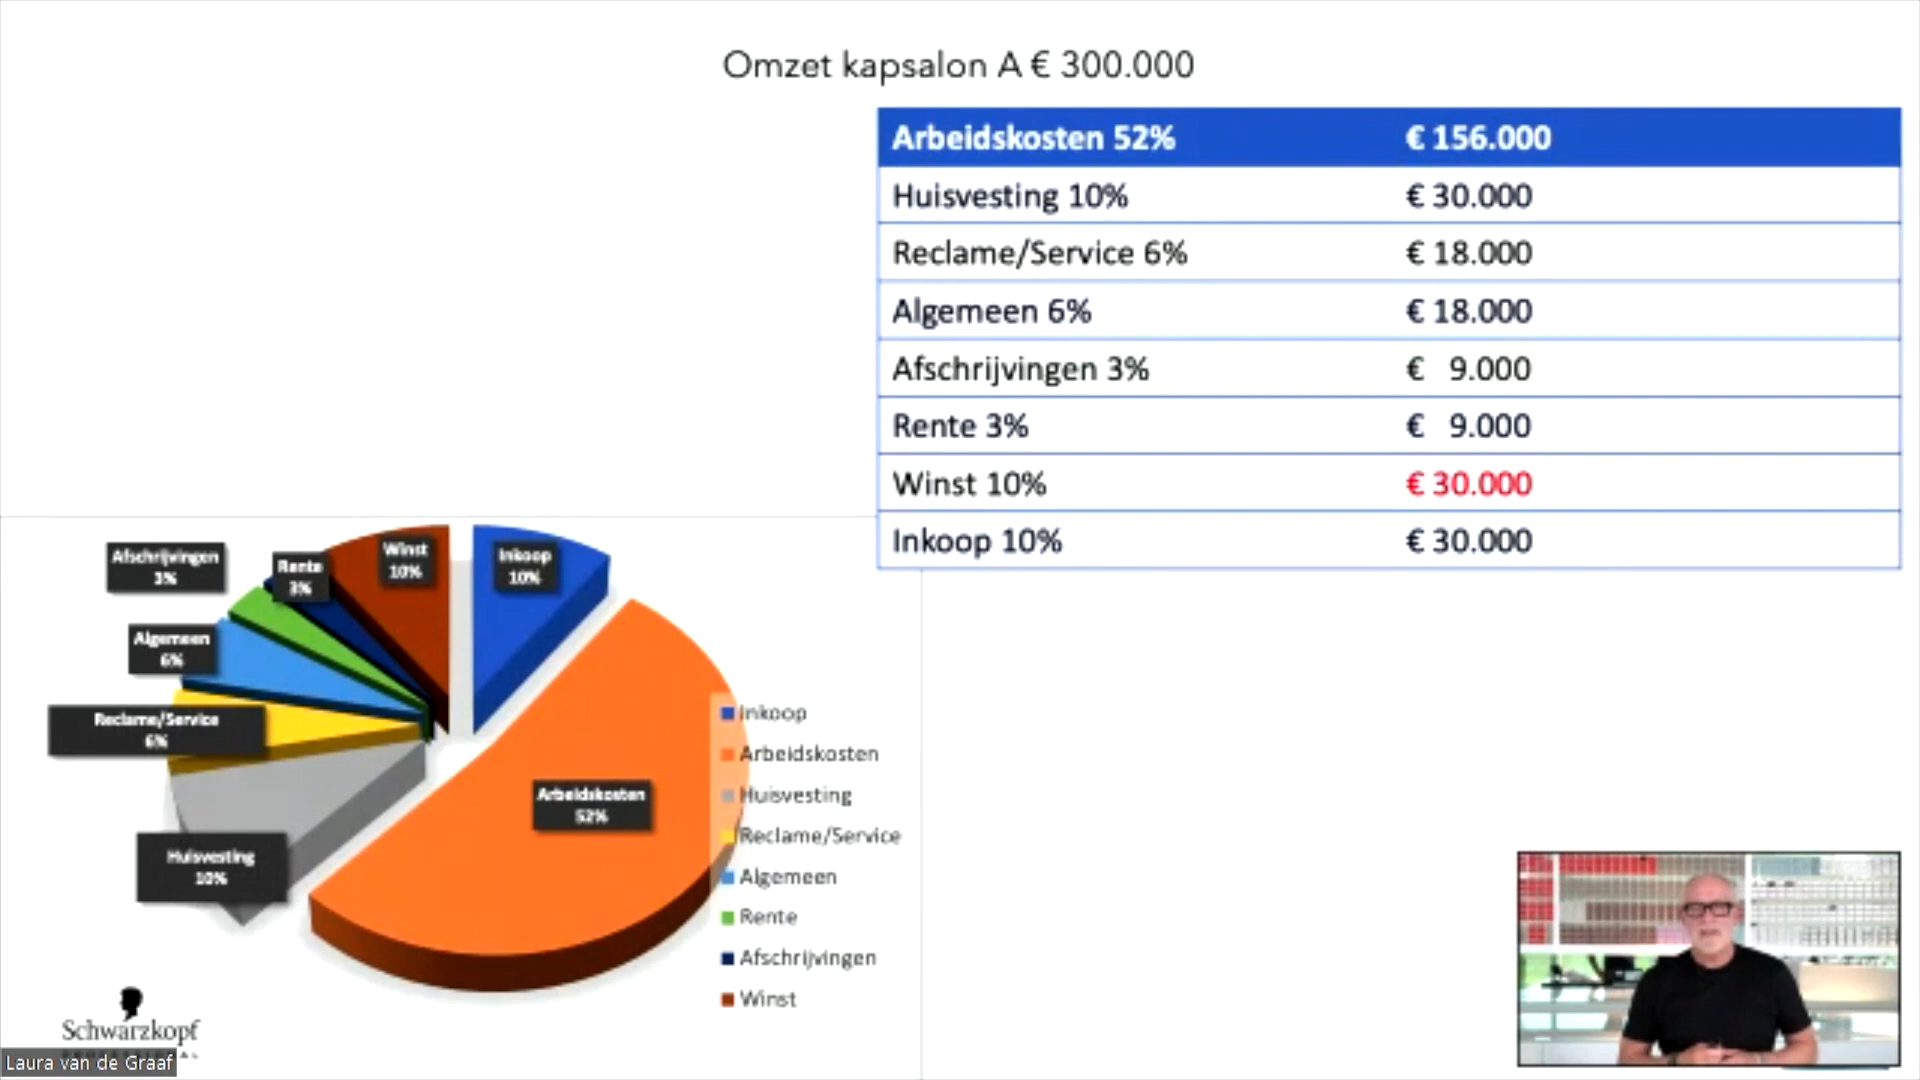 Omzet kapsalon A € 300.000
Arbeidskosten 52% € 156.000
Huisvesting 10% € 30.000
Reclame/Service 6% € 18.000
Algemeen 6% € 18.000
Afschrijvingen 3% € 9.000
Rente 3% € 9.000
Winst 10% € 30.000
Inkoop 10% € 30.000
Afschrijvingen
3%
Rente
3%
Winst
10%
Inkoop
10%
Algemeen
6%
Reclame/Service
6%
Huisvesting
10%
Arbeidskosten
52%
Inkoop
Arbeidskosten
Huisvesting
Reclame/Service
Algemeen
Rente
Afschrijvingen
Winst
Schwarzkopf
Laura van de Graaf